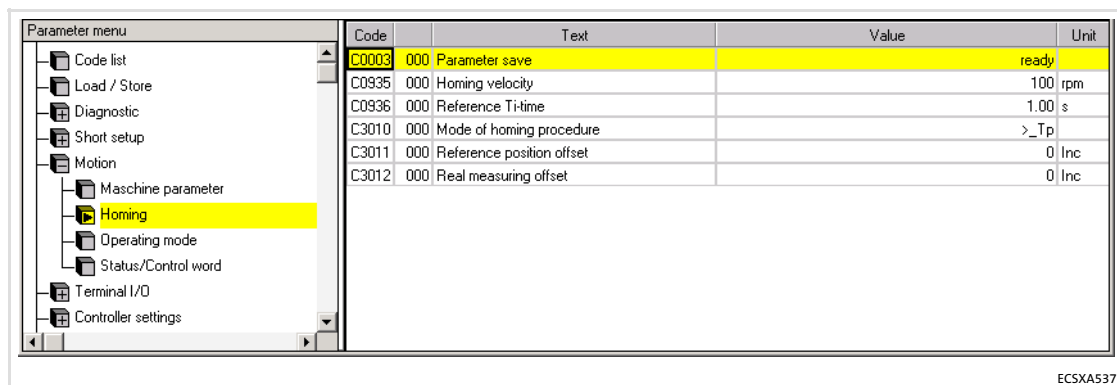 Parameter menu
Code list
Load / Store
Diagnostic
Short setup
Motion
Maschine parameter
Homing
Operating mode
Status/Control word
Terminal I/O
Controller settings
Code Text Value Unit
C0003 000 Parameter save ready
C0935 000 Homing velocity 100 rpm
C0936 000 Reference Ti-time 1.00 s
C3010 000 Mode of homing procedure >_Tp
C3011 000 Reference position offset 0 Inc
C3012 000 Real measuring offset 0 Inc
ECSXA537